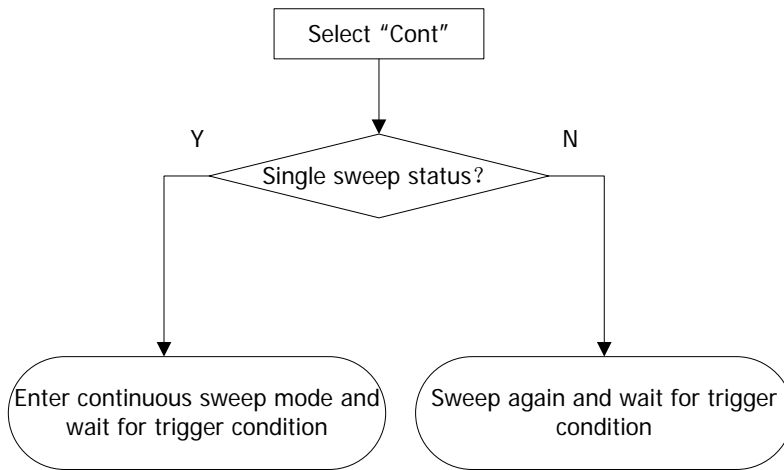 Select “Cont”
Y
N
Single sweep status？
Enter continuous sweep mode and
wait for trigger condition
Sweep again and wait for trigger
condition